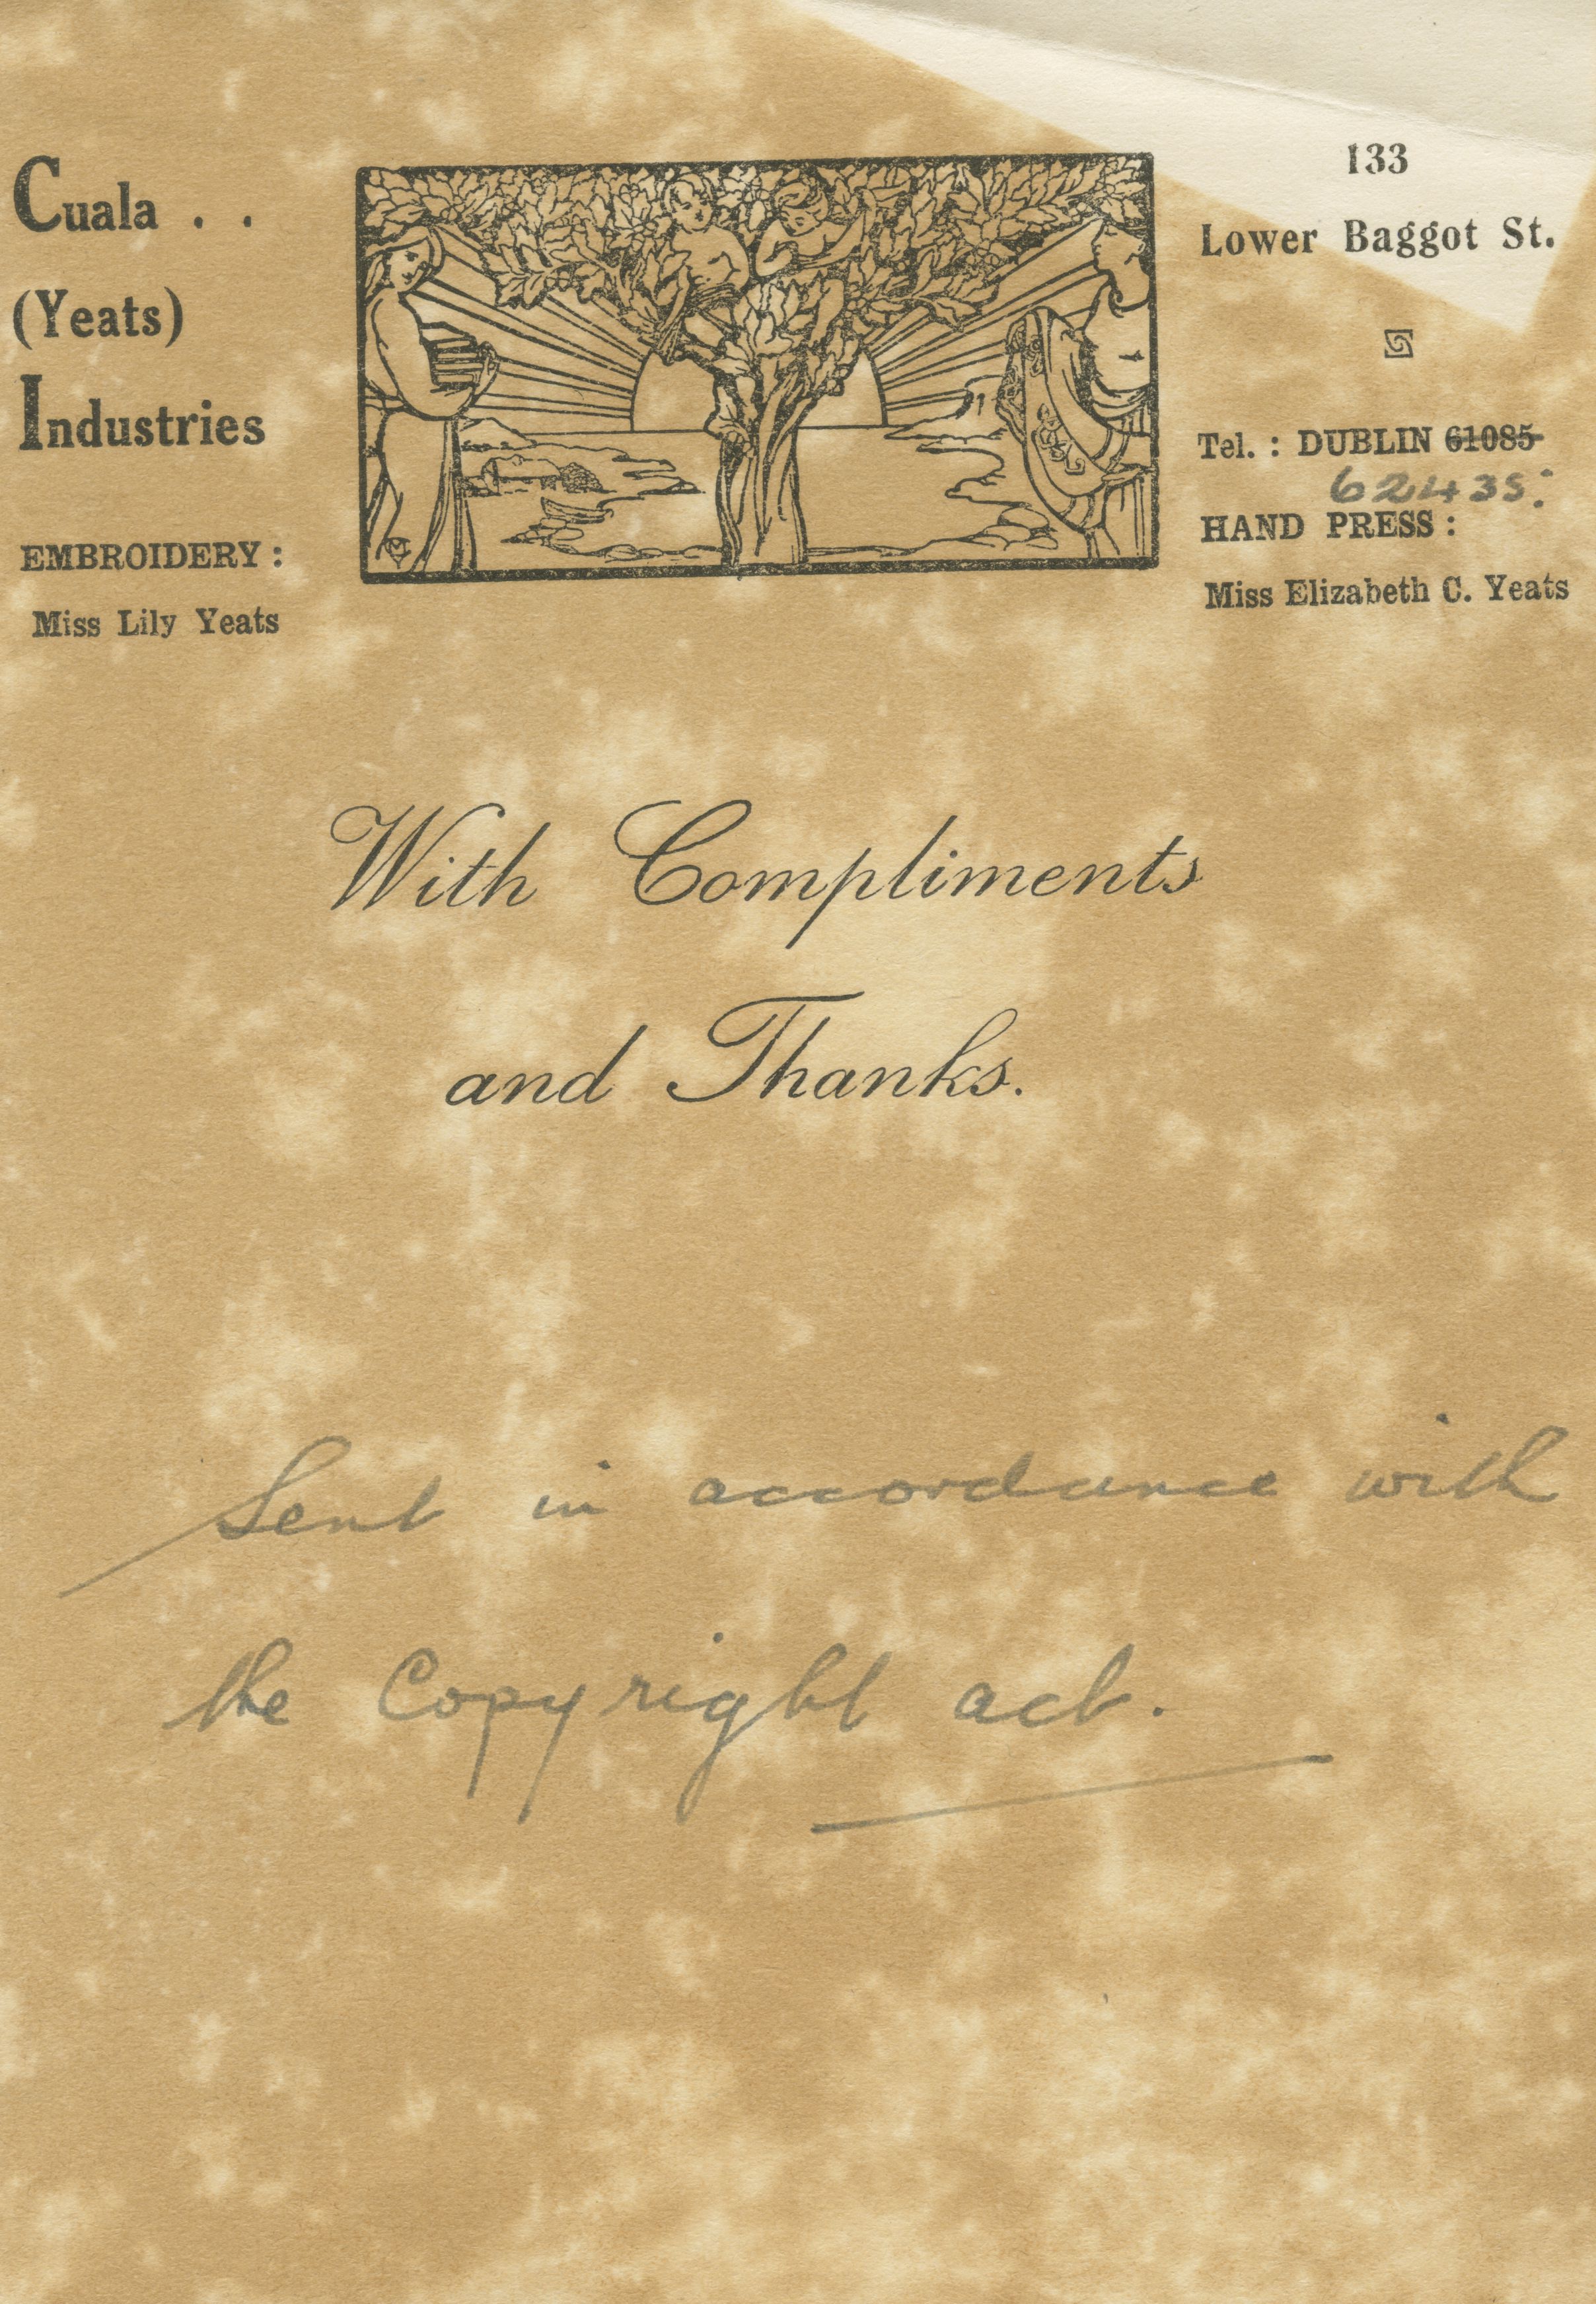 Cuala . .
(Yeats)
Industries
EMBROIDERY :
Miss Lily Yeats
133
Lower Baggot St.
Tel. : DUBLIN 61085
62435.
HAND PRESS :
Miss Elizabeth C. Yeats
With Compliments
and Thanks.
Sent in accordance with
the Copyright act.